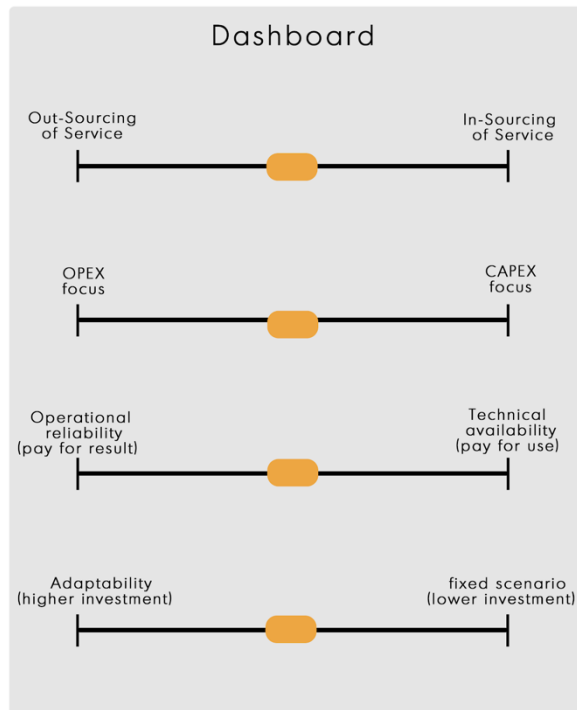 Dashboard
Out-Sourcing
of Service
In-Sourcing
of Service
OPEX
focus
CAPEX
focus
Operational
reliability
(pay for result)
Technical
availability
(pay for use)
Adaptability
(higher investment)
fixed scenario
(lower investment)